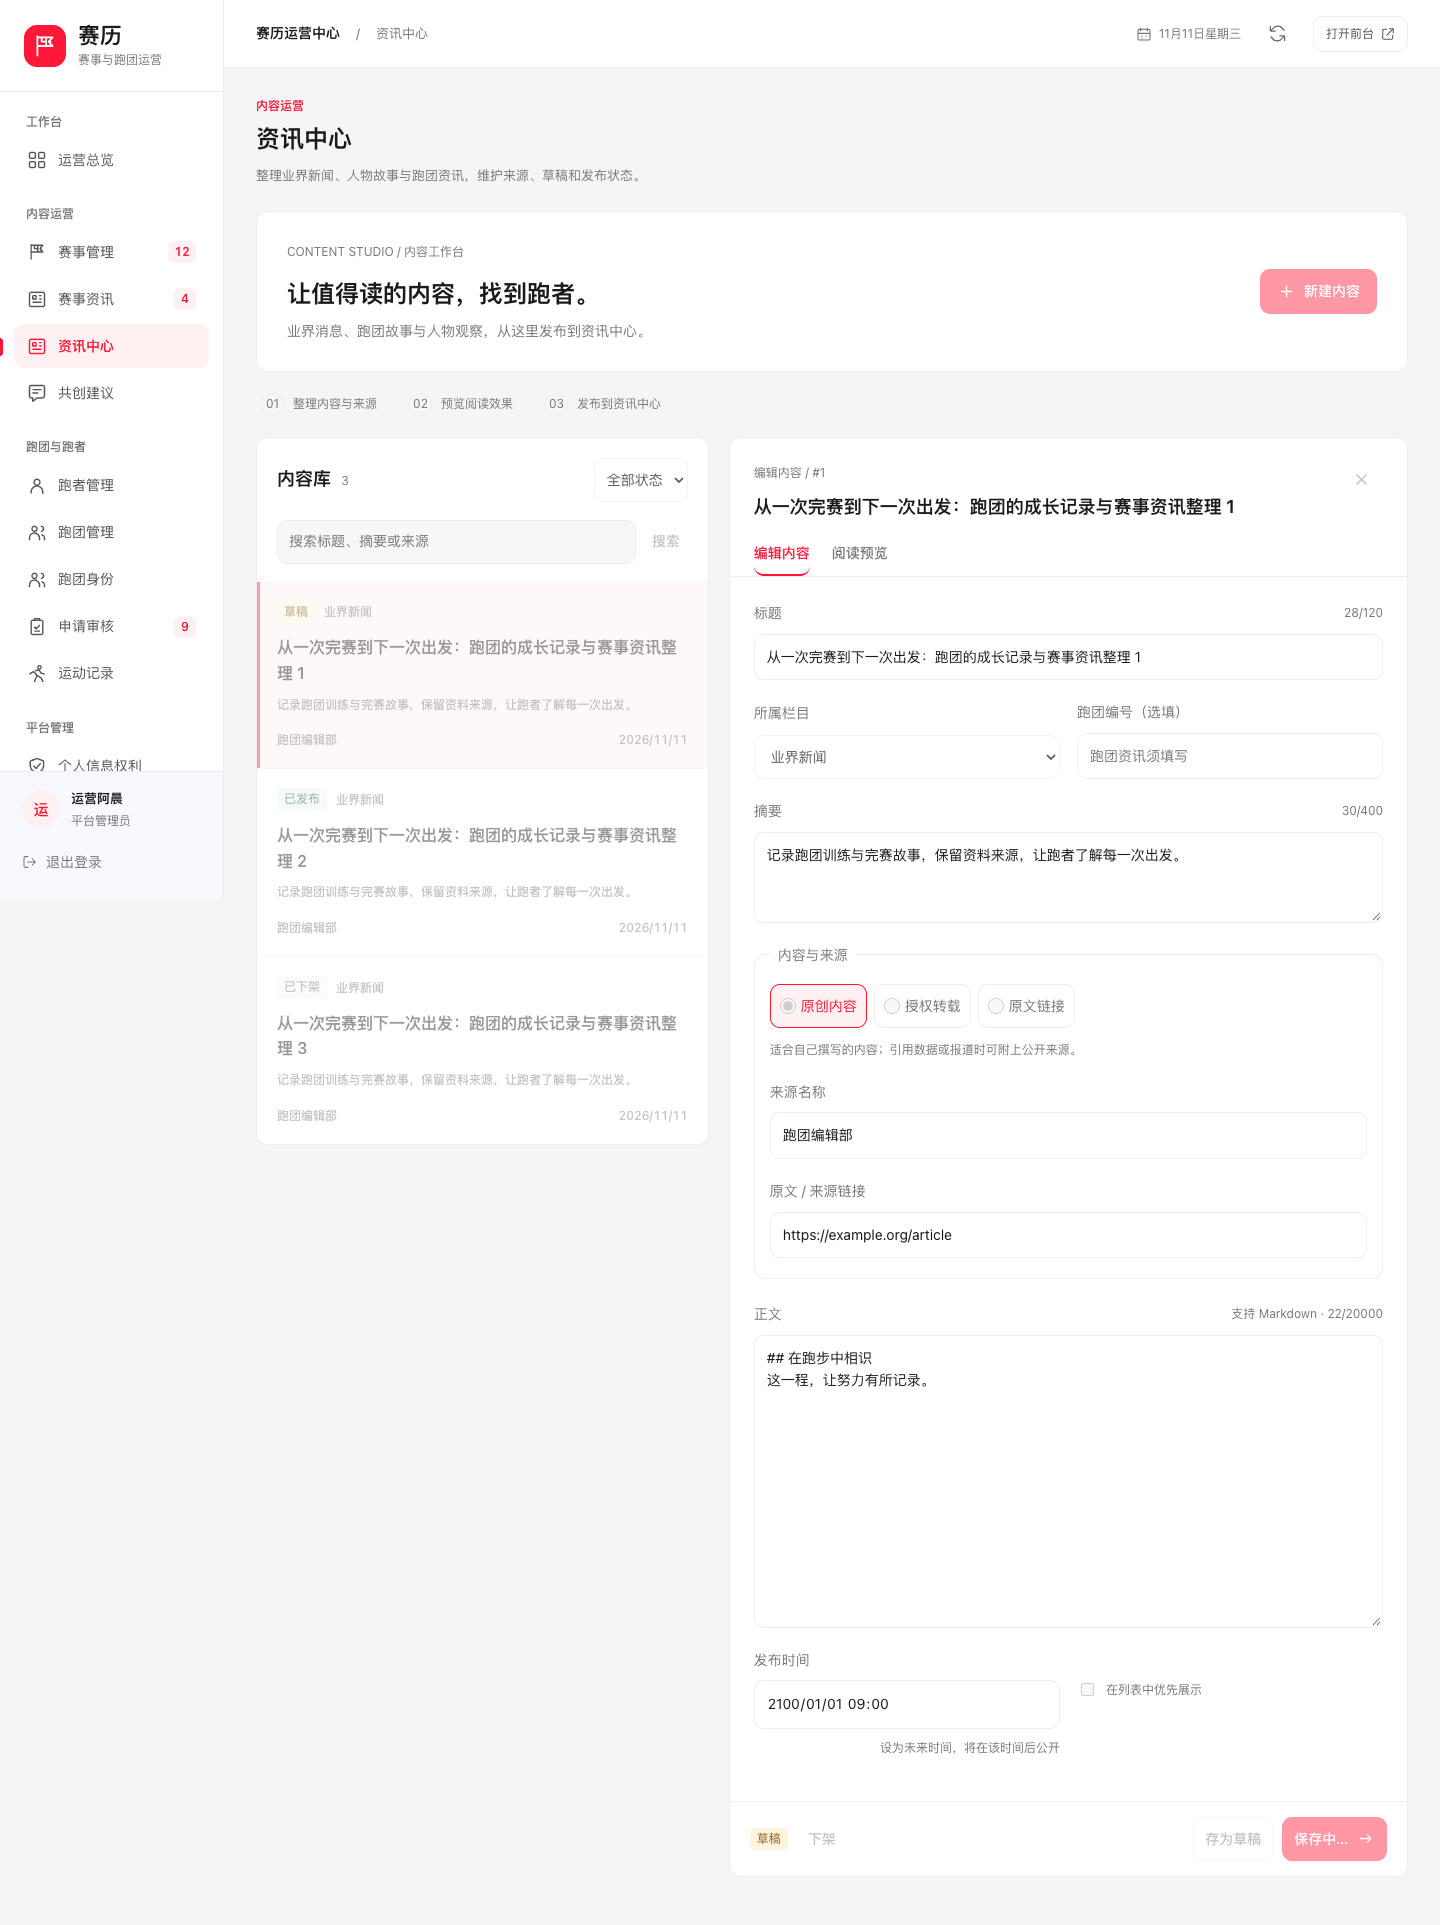 赛历
赛事与跑团运营
工作台
运营总览
内容运营
赛事管理 12
赛事资讯 4
资讯中心
共创建议
跑团与跑者
跑者管理
跑团管理
跑团身份
申请审核 9
运动记录
平台管理
个人信息权利
运 运营阿晨
平台管理员
退出登录
赛历运营中心 / 资讯中心
11月11日星期三
打开前台
内容运营
资讯中心
整理业界新闻、人物故事与跑团资讯，维护来源、草稿和发布状态。
CONTENT STUDIO / 内容工作台
让值得读的内容，找到跑者。
业界消息、跑团故事与人物观察，从这里发布到资讯中心。
新建内容
01 整理内容与来源 02 预览阅读效果 03 发布到资讯中心
内容库 3
全部状态
搜索标题、摘要或来源 搜索
草稿 业界新闻
从一次完赛到下一次出发：跑团的成长记录与赛事资讯整
理 1
记录跑团训练与完赛故事，保留资料来源，让跑者了解每一次出发。
跑团编辑部 2026/11/11
已发布 业界新闻
从一次完赛到下一次出发：跑团的成长记录与赛事资讯整
理 2
记录跑团训练与完赛故事，保留资料来源，让跑者了解每一次出发。
跑团编辑部 2026/11/11
已下架 业界新闻
从一次完赛到下一次出发：跑团的成长记录与赛事资讯整
理 3
记录跑团训练与完赛故事，保留资料来源，让跑者了解每一次出发。
跑团编辑部 2026/11/11
编辑内容 / #1
从一次完赛到下一次出发：跑团的成长记录与赛事资讯整理 1
编辑内容 阅读预览
标题 28/120
从一次完赛到下一次出发：跑团的成长记录与赛事资讯整理 1
所属栏目 跑团编号（选填）
业界新闻 跑团资讯须填写
摘要 30/400
记录跑团训练与完赛故事，保留资料来源，让跑者了解每一次出发。
内容与来源
原创内容 授权转载 原文链接
适合自己撰写的内容；引用数据或报道时可附上公开来源。
来源名称
跑团编辑部
原文 / 来源链接
https://example.org/article
正文 支持 Markdown · 22/20000
## 在跑步中相识
这一程，让努力有所记录。
发布时间
2100/01/01 09:00 在列表中优先展示
设为未来时间，将在该时间后公开
草稿 下架 存为草稿 保存中... →